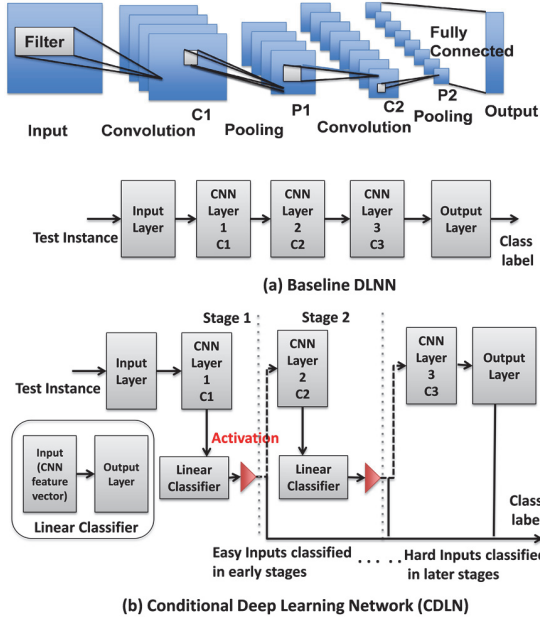 Filter
Fully
Connected
C1
P1
C2
P2
Input
Convolution
Pooling
Convolution
Pooling
Output
Test Instance
Input
Layer
CNN
Layer
1
C1
CNN
Layer
2
C2
CNN
Layer
3
C3
Output
Layer
Class
label
(a) Baseline DLNN
Stage 1
Stage 2
Test Instance
Input
Layer
CNN
Layer
1
C1
CNN
Layer
2
C2
CNN
Layer
3
C3
Output
Layer
Activation
Linear
Classifier
Linear
Classifier
Input
(CNN
feature
vector)
Output
Layer
Linear Classifier
Class
label
Easy Inputs classified
in early stages
. . . . .
Hard Inputs classified
in later stages
(b) Conditional Deep Learning Network (CDLN)